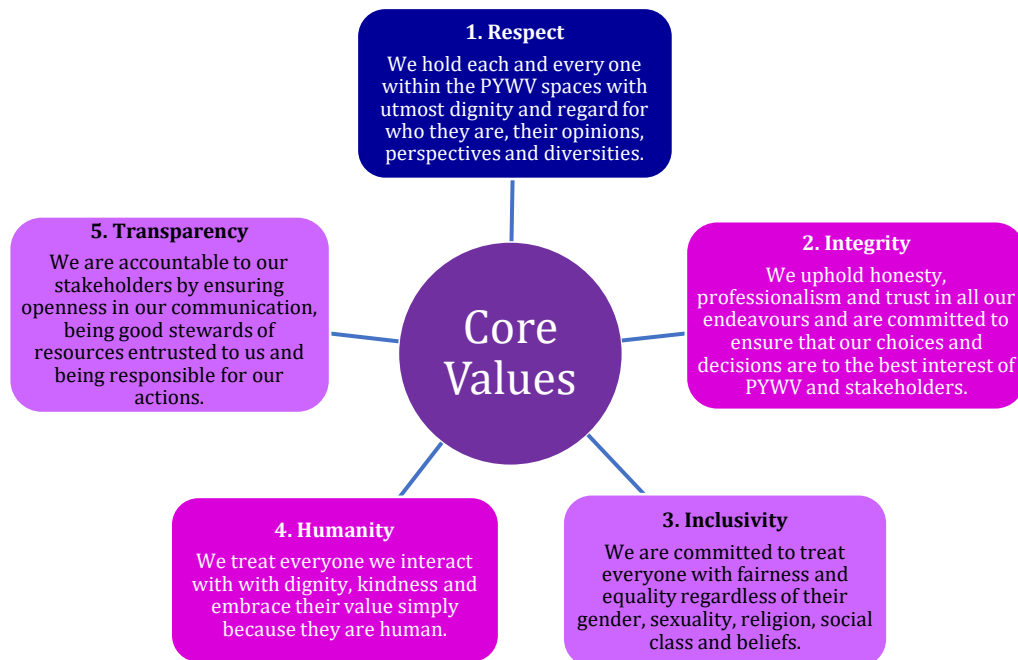 1. Respect
We hold each and every one
within the PYWV spaces with
utmost dignity and regard for
who they are, their opinions,
perspectives and diversities.
5. Transparency
We are accountable to our
stakeholders by ensuring
openness in our communication,
being good stewards of
resources entrusted to us and
being responsible for our
actions.
2. Integrity
We uphold honesty,
professionalism and trust in all our
endeavours and are committed to
ensure that our choices and
decisions are to the best interest of
PYWV and stakeholders.
Core
Values
4. Humanity
We treat everyone we interact
with with dignity, kindness and
embrace their value simply
because they are human.
3. Inclusivity
We are committed to treat
everyone with fairness and
equality regardless of their
gender, sexuality, religion, social
class and beliefs.